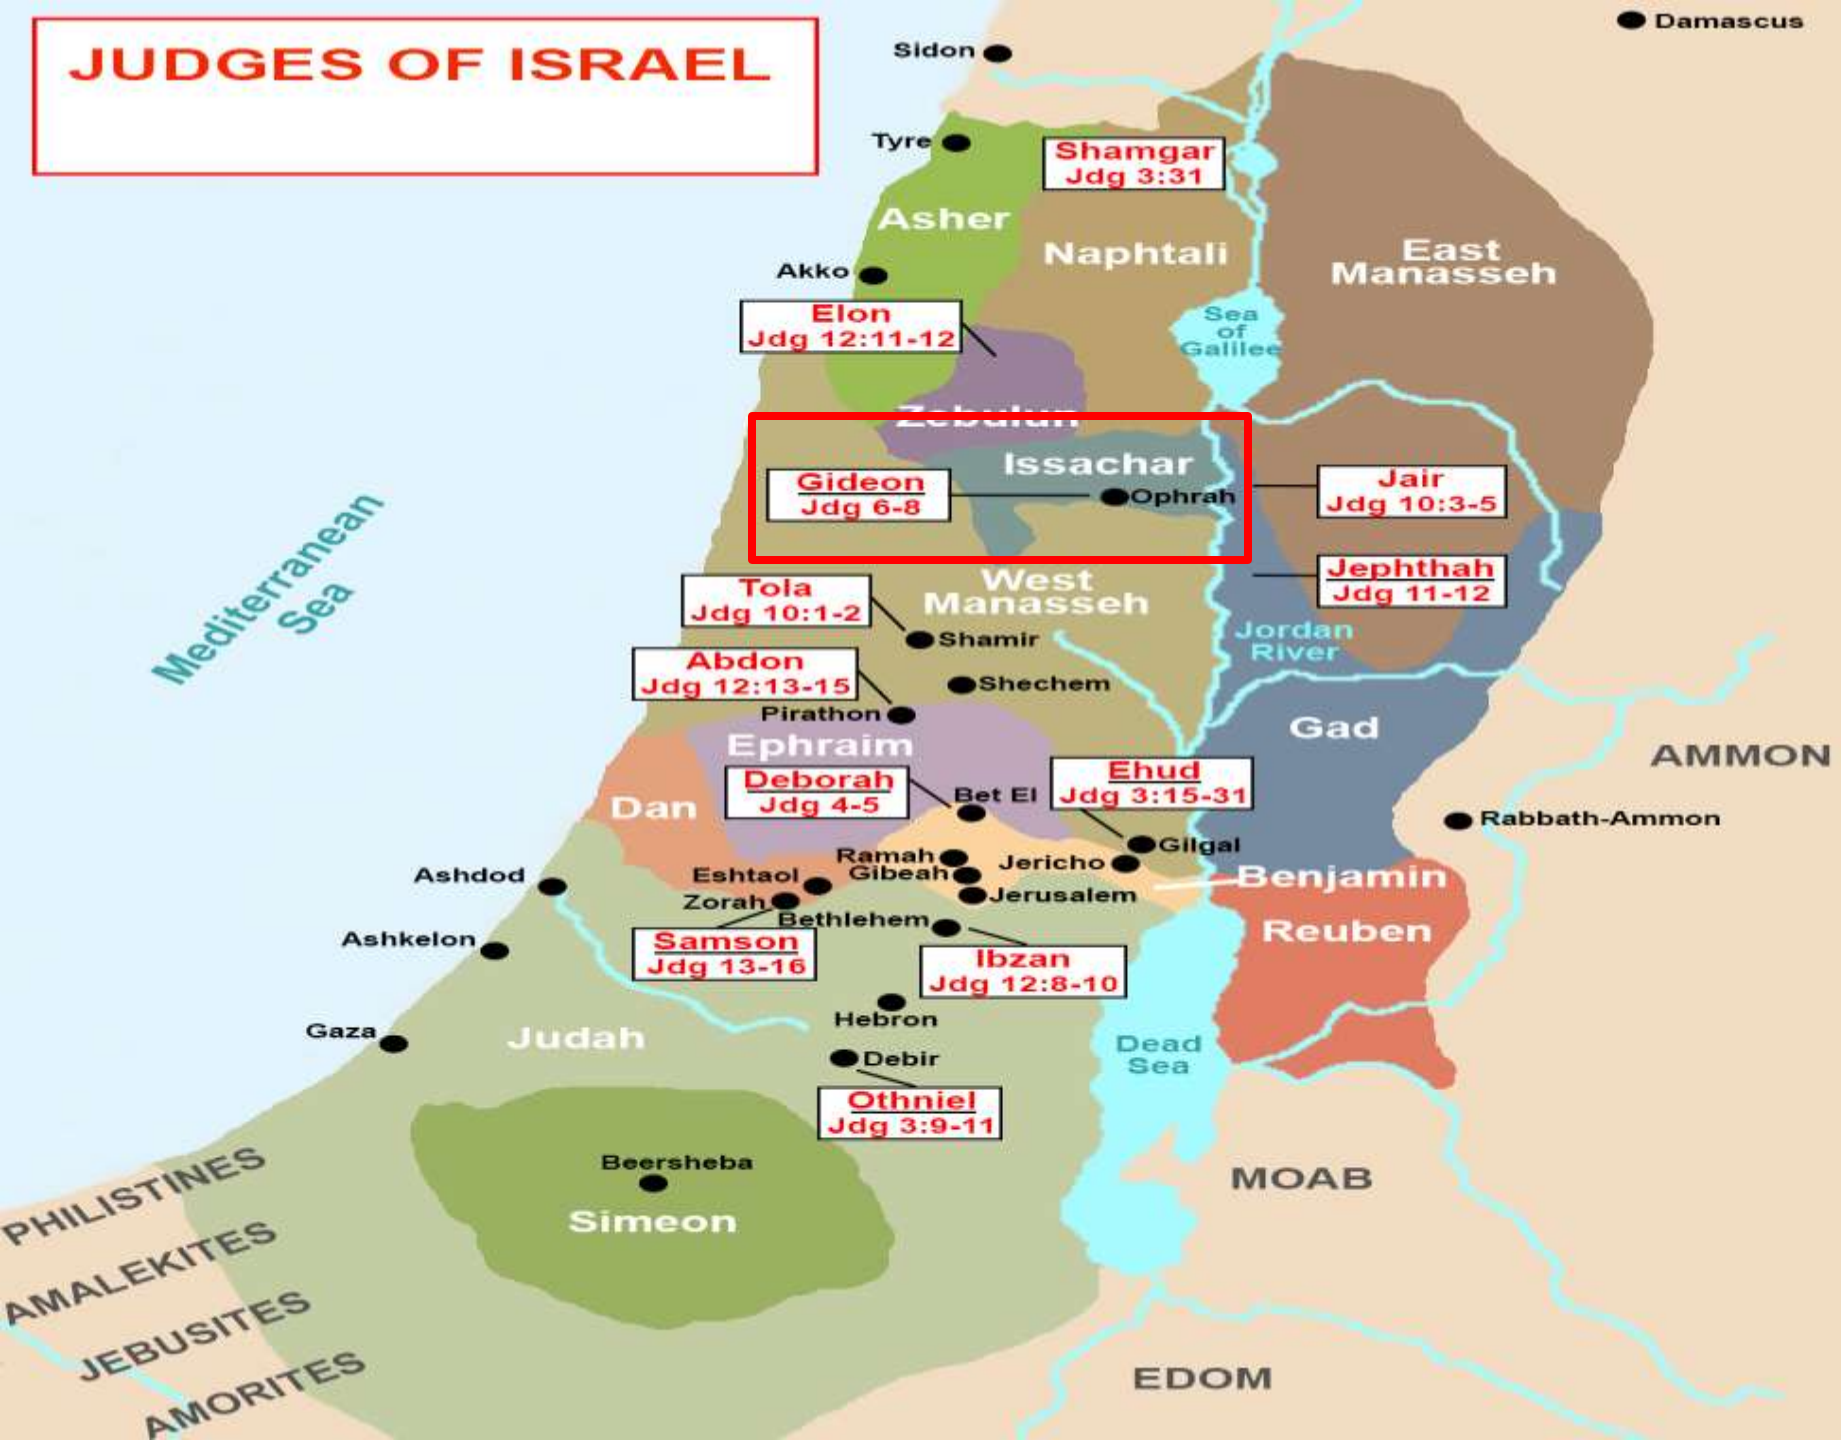 JUDGES OF ISRAEL
Damascus
Sidon
Tyre
Shamgar
Jdg 3:31
Asher
Naphtali
East
Manasseh
Akko
Elon
Jdg 12:11-12
Sea
of
Galilee
Zebulun
Issachar
Gideon
Jdg 6-8
Ophrah
Jair
Jdg 10:3-5
Mediterranean
Sea
West
Manasseh
Jephthah
Jdg 11-12
Tola
Jdg 10:1-2
Shamir
Jordan
River
Abdon
Jdg 12:13-15
Shechem
Pirathon
Ephraim
Gad
AMMON
Deborah
Jdg 4-5
Bet El
Ehud
Jdg 3:15-31
Dan
Rabbath-Ammon
Gilgal
Ramah
Jericho
Gibeah
Benjamin
Ashdod
Eshtaol
Jerusalem
Zorah
Bethlehem
Reuben
Ashkelon
Samson
Jdg 13-16
Ibzan
Jdg 12:8-10
Hebron
Gaza
Judah
Debir
Dead
Sea
Othniel
Jdg 3:9-11
Beersheba
Simeon
MOAB
PHILISTINES
AMALEKITES
JEBUSITES
AMORITES
EDOM